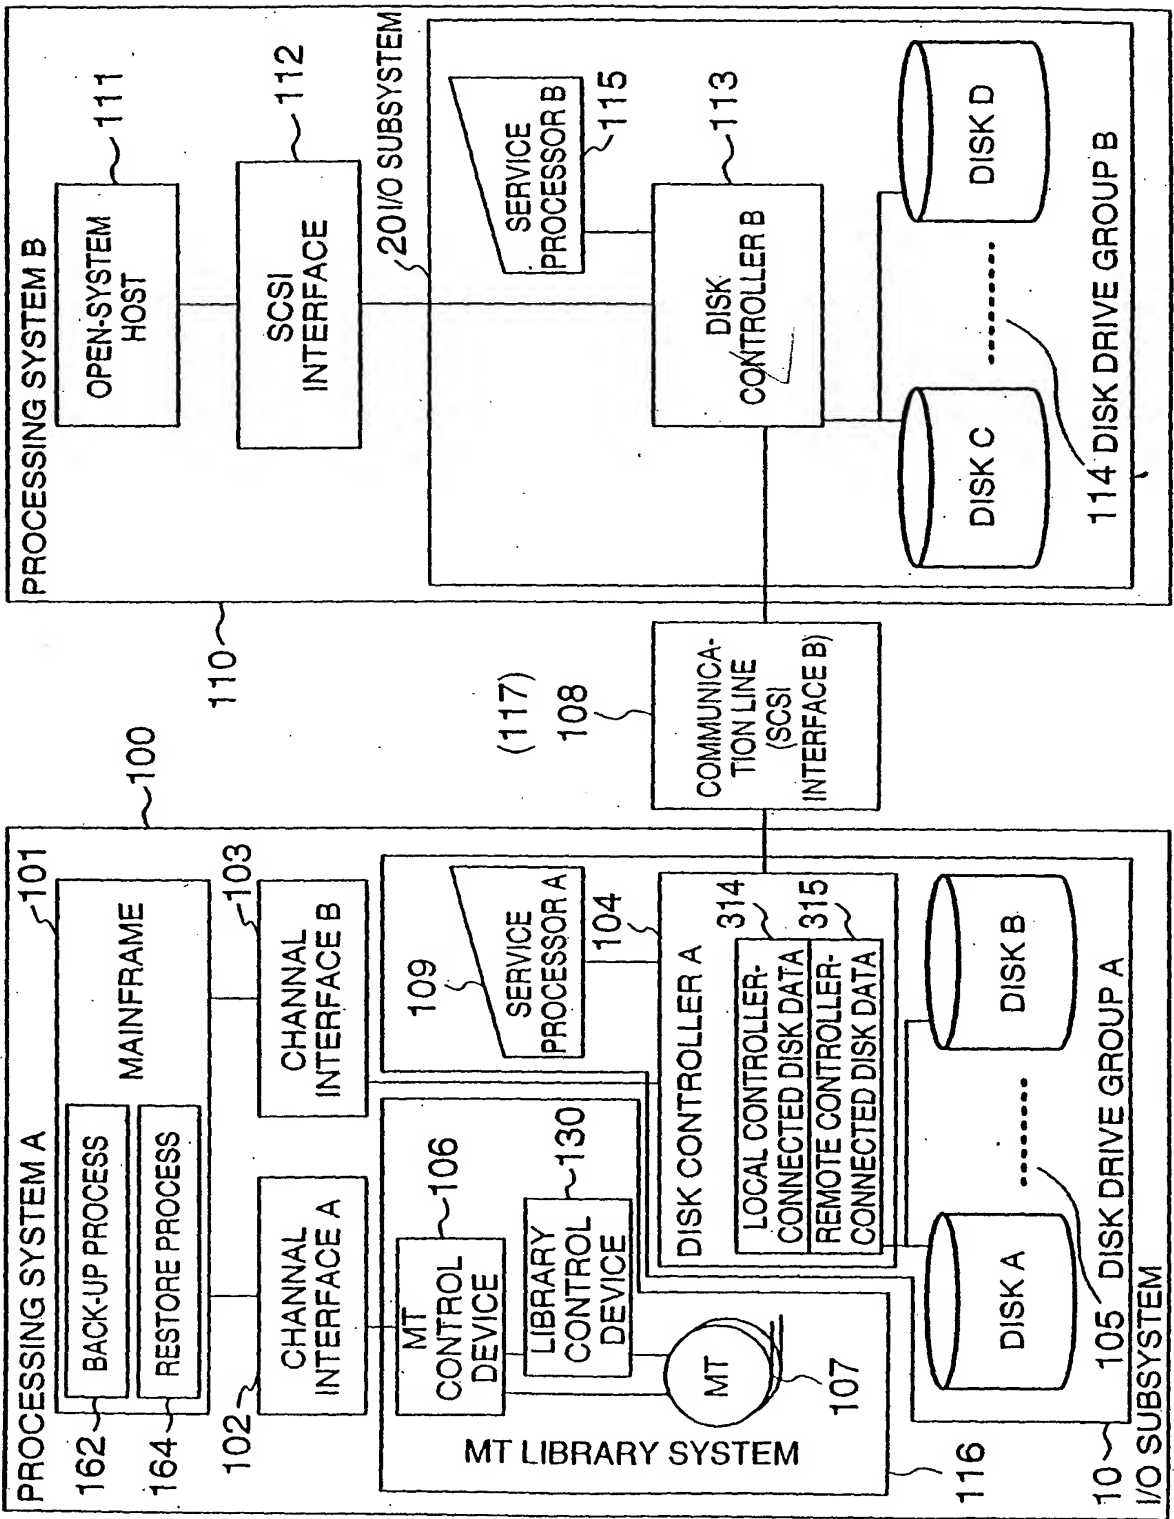 PROCESSING SYSTEM A
100
101
MAINFRAME
BACK-UP PROCESS
162
RESTORE PROCESS
164
102
CHANNAL
INTERFACE A
103
CHANNAL
INTERFACE B
MT
CONTROL
DEVICE
106
LIBRARY
CONTROL
DEVICE
130
MT
107
MT LIBRARY SYSTEM
116
109
SERVICE
PROCESSOR A
104
DISK CONTROLLER A
314
LOCAL CONTROLLER-
CONNECTED DISK DATA
315
REMOTE CONTROLLER-
CONNECTED DISK DATA
DISK A
DISK B
105 DISK DRIVE GROUP A
10
I/O SUBSYSTEM
(117)
108
COMMUNICA-
TION LINE
(SCSI
INTERFACE B)
110
PROCESSING SYSTEM B
OPEN-SYSTEM
HOST
111
SCSI
INTERFACE
112
20 I/O SUBSYSTEM
SERVICE
PROCESSOR B
115
DISK
CONTROLLER B
113
DISK C
DISK D
114 DISK DRIVE GROUP B